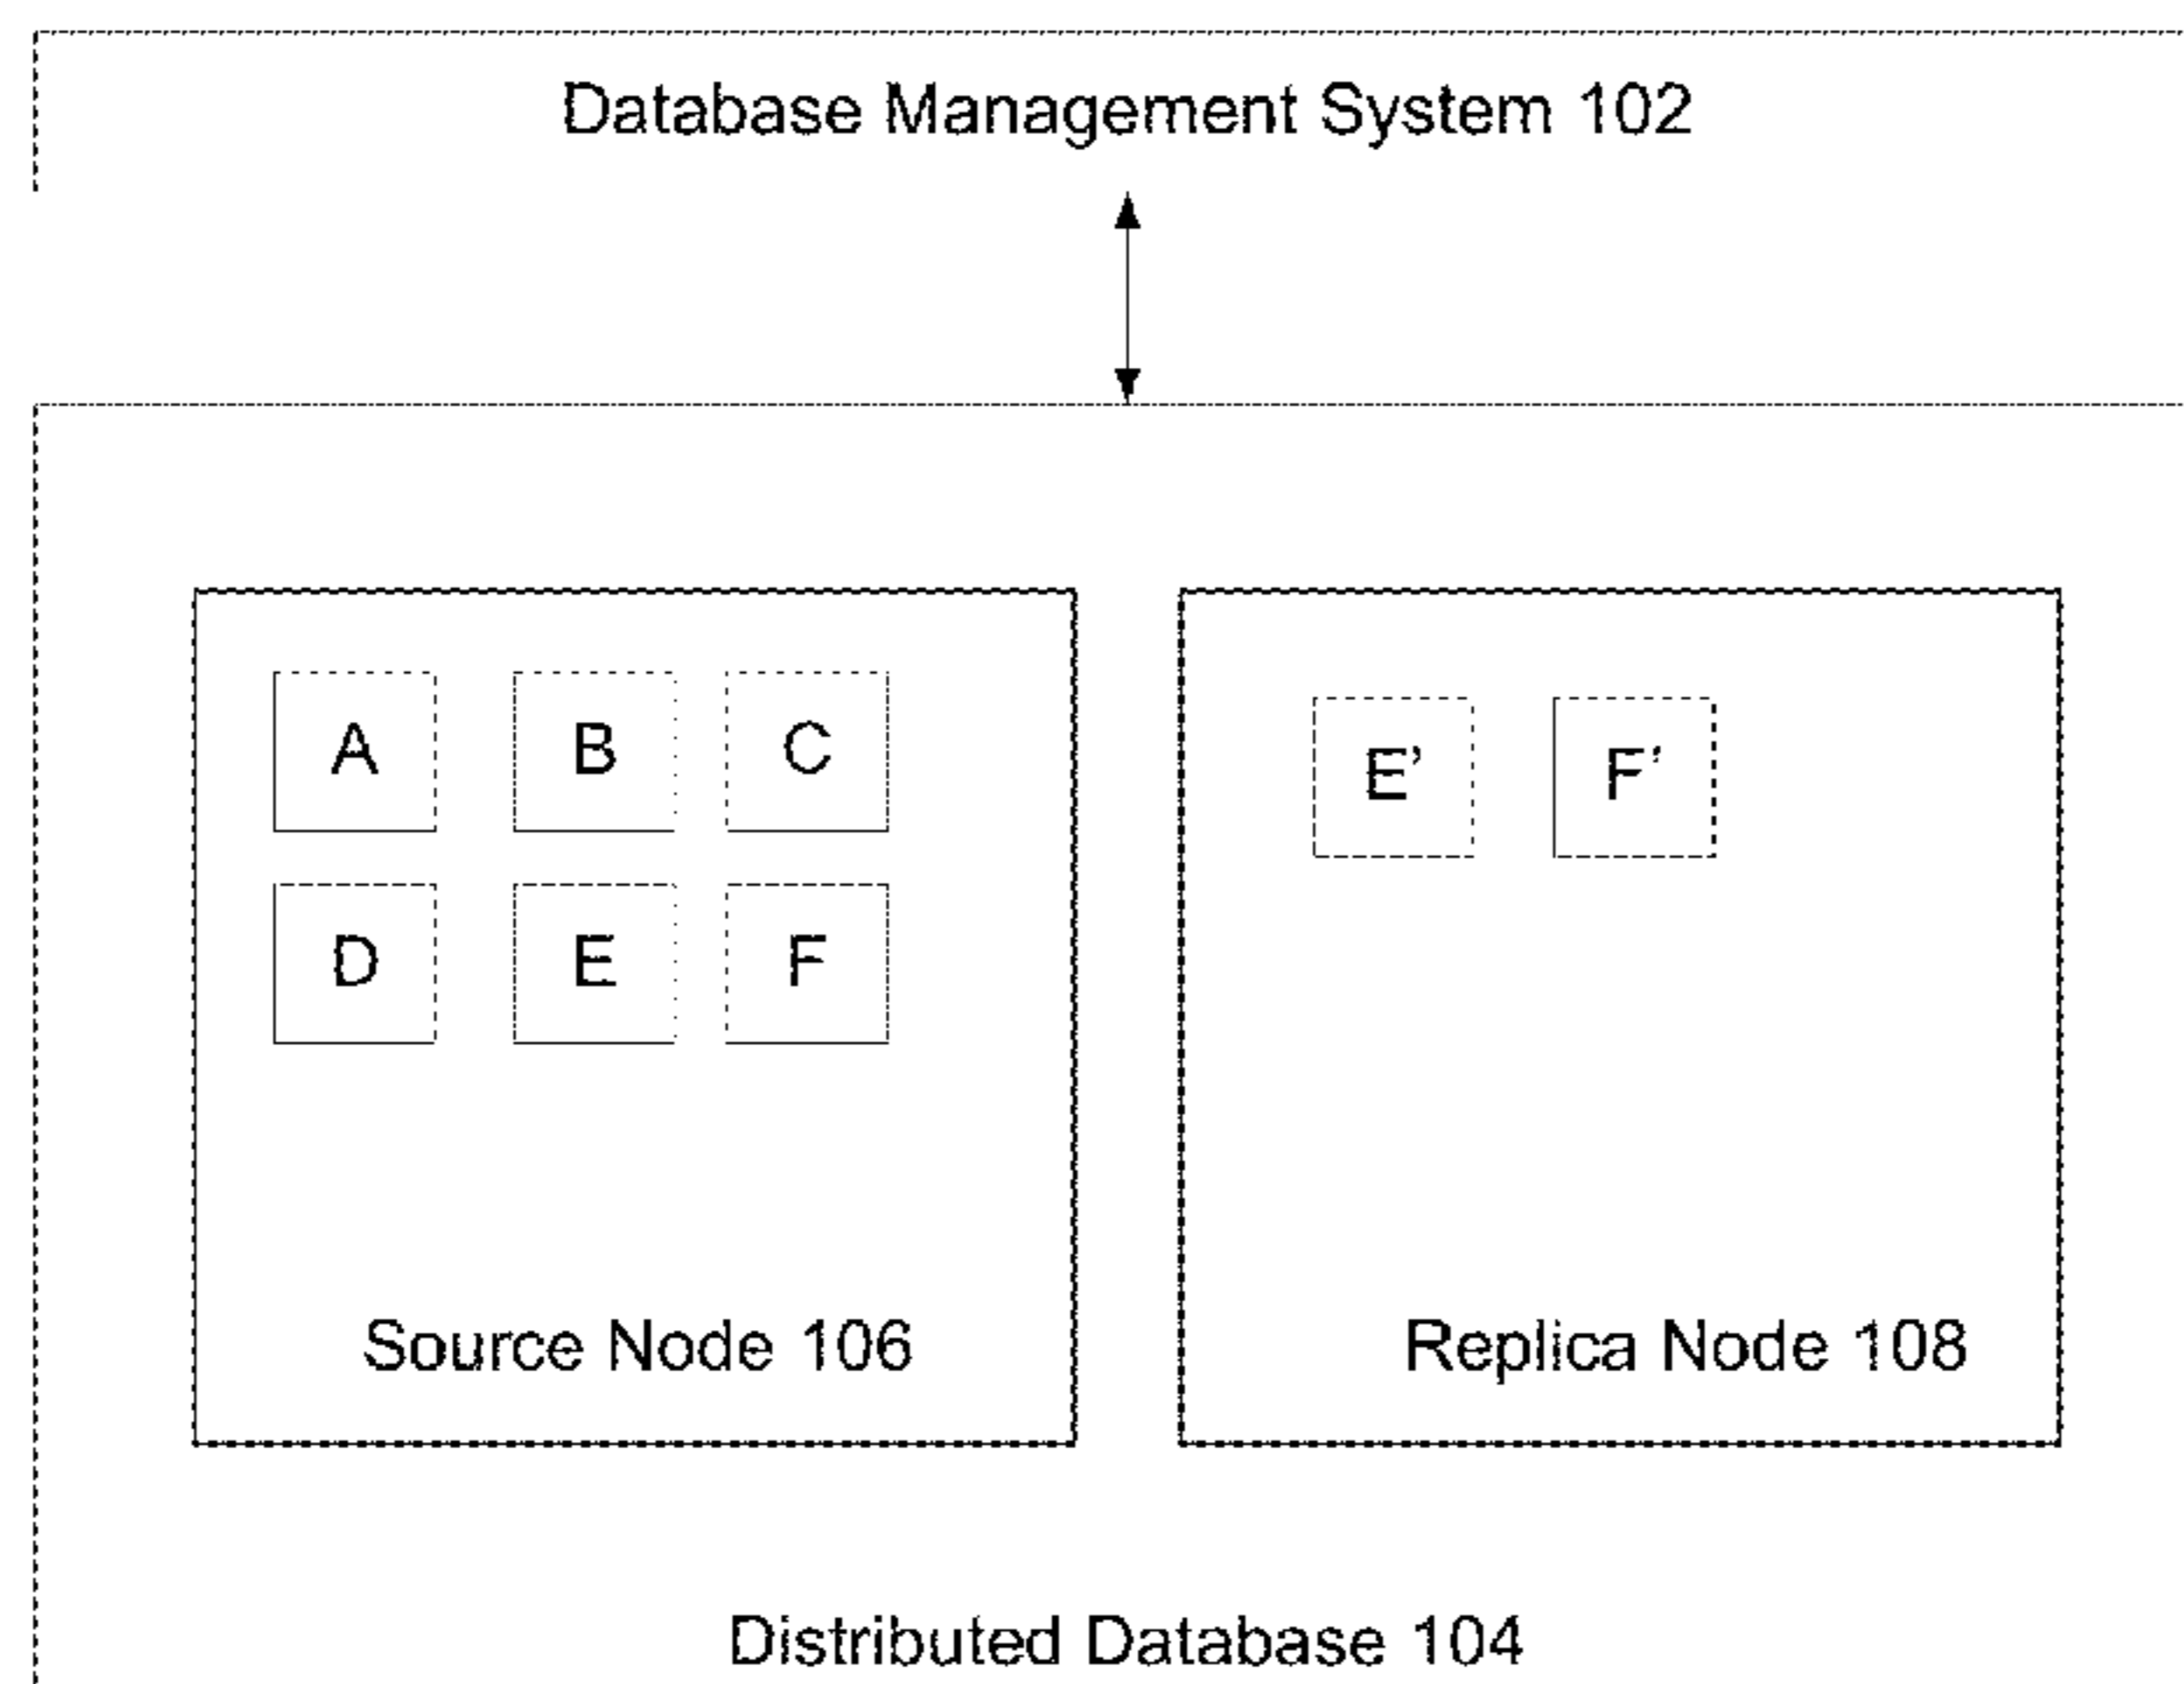 Database Management System 102
A B C
E' F'
D E F
Source Node 106
Replica Node 108
Distributed Database 104